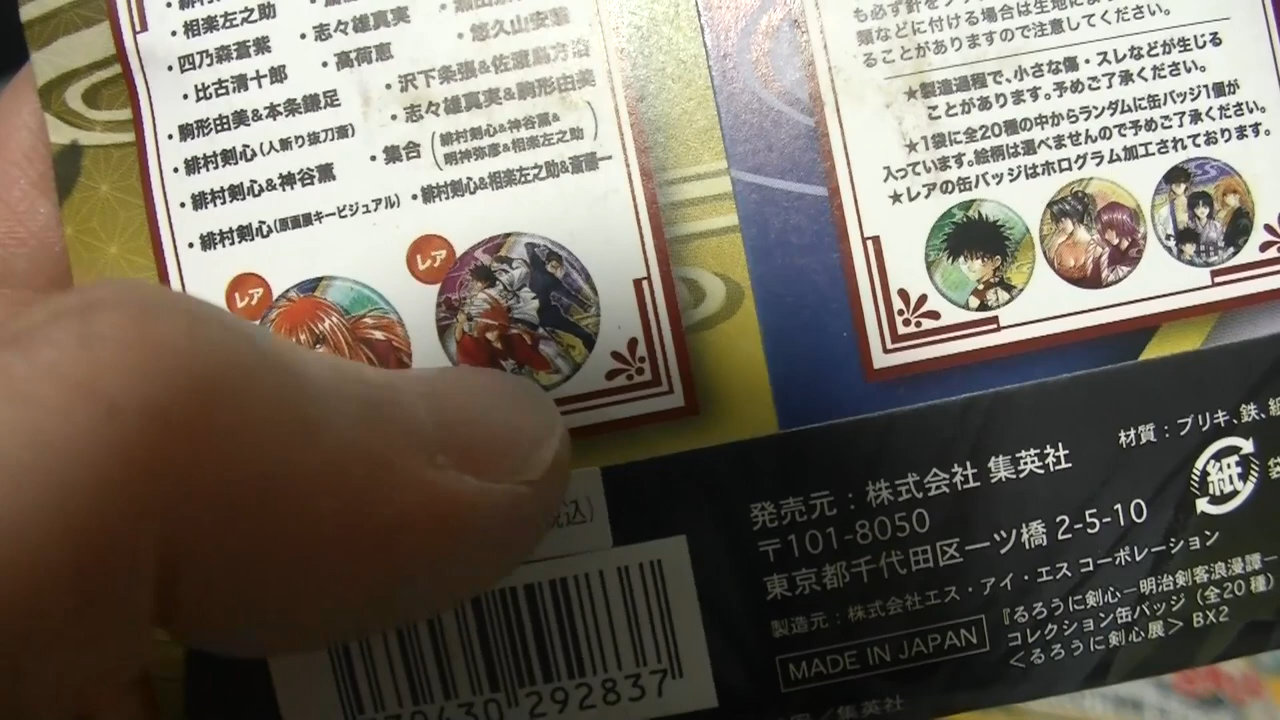 ・相楽左之助
・志々雄真実
・悠久山安慈
・四乃森蒼紫
・高荷恵
・比古清十郎
・沢下条張&佐渡島方治
・駒形由美&本条鎌足
・志々雄真実&駒形由美
・緋村剣心(人斬り抜刀斎)
・集合(緋村剣心&神谷薫&
明神弥彦&相楽左之助)
・緋村剣心&神谷薫
・緋村剣心(原画展キービジュアル)
・緋村剣心&相楽左之助&斎藤一
レア
レア
類などに付ける場合は生地によ
ることがありますので注意してください。
★製造過程で、小さな傷・スレなどが生じる
ことがあります。予めご了承ください。
★1袋に全20種の中からランダムに缶バッジ1個が
入っています。絵柄は選べませんので予めご了承ください。
★レアの缶バッジはホログラム加工されております。
税込)
292837
材質:ブリキ、鉄、紙
紙
発売元:株式会社 集英社
〒101-8050
東京都千代田区一ツ橋 2-5-10
製造元:株式会社エス・アイ・エス コーポレーション
MADE IN JAPAN
『るろうに剣心ー明治剣客浪漫譚ー
コレクション缶バッジ(全20種)
<るろうに剣心展> BX2
/集英社